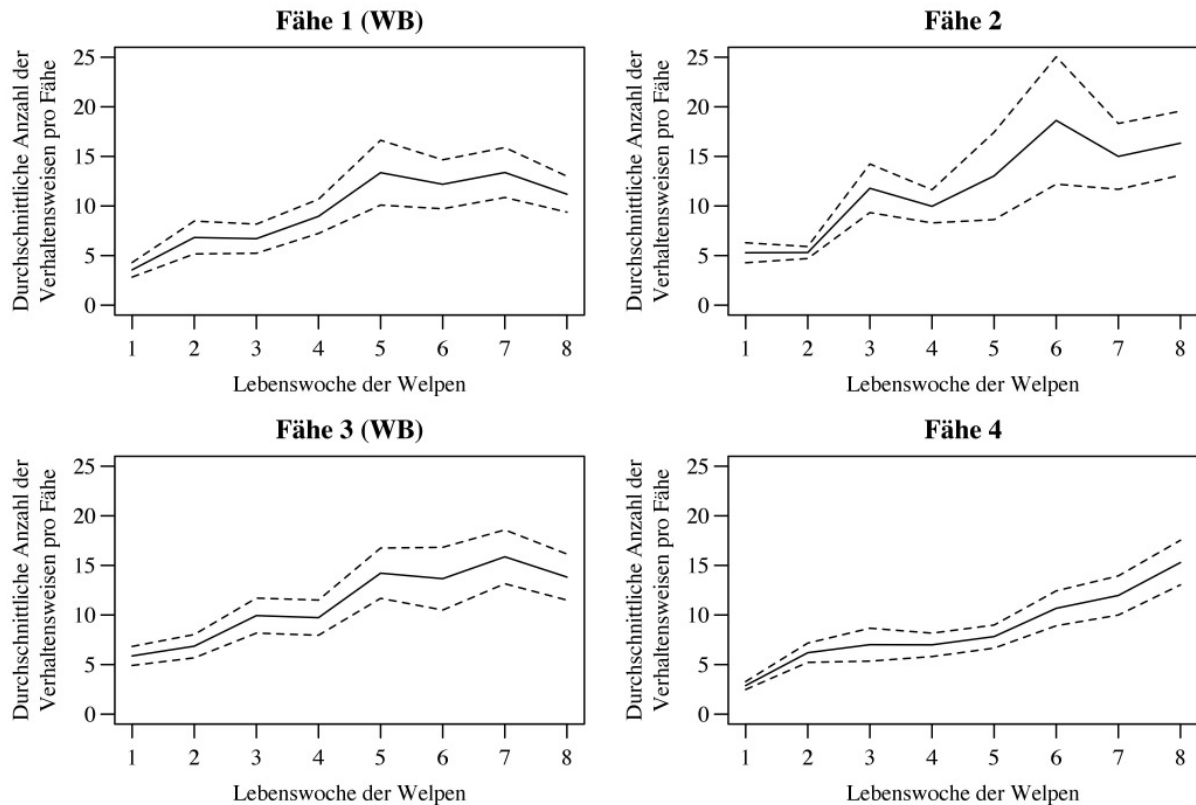 Fähe 1 (WB)
Durchschnittliche Anzahl der
Verhaltensweisen pro Fähe
25
20
15
10
5
0
1 2 3 4 5 6 7 8
Lebenswoche der Welpen
Fähe 2
Durchschnittliche Anzahl der
Verhaltensweisen pro Fähe
25
20
15
10
5
0
1 2 3 4 5 6 7 8
Lebenswoche der Welpen
Fähe 3 (WB)
Durchschnittliche Anzahl der
Verhaltensweisen pro Fähe
25
20
15
10
5
0
1 2 3 4 5 6 7 8
Lebenswoche der Welpen
Fähe 4
Durchschnittliche Anzahl der
Verhaltensweisen pro Fähe
25
20
15
10
5
0
1 2 3 4 5 6 7 8
Lebenswoche der Welpen